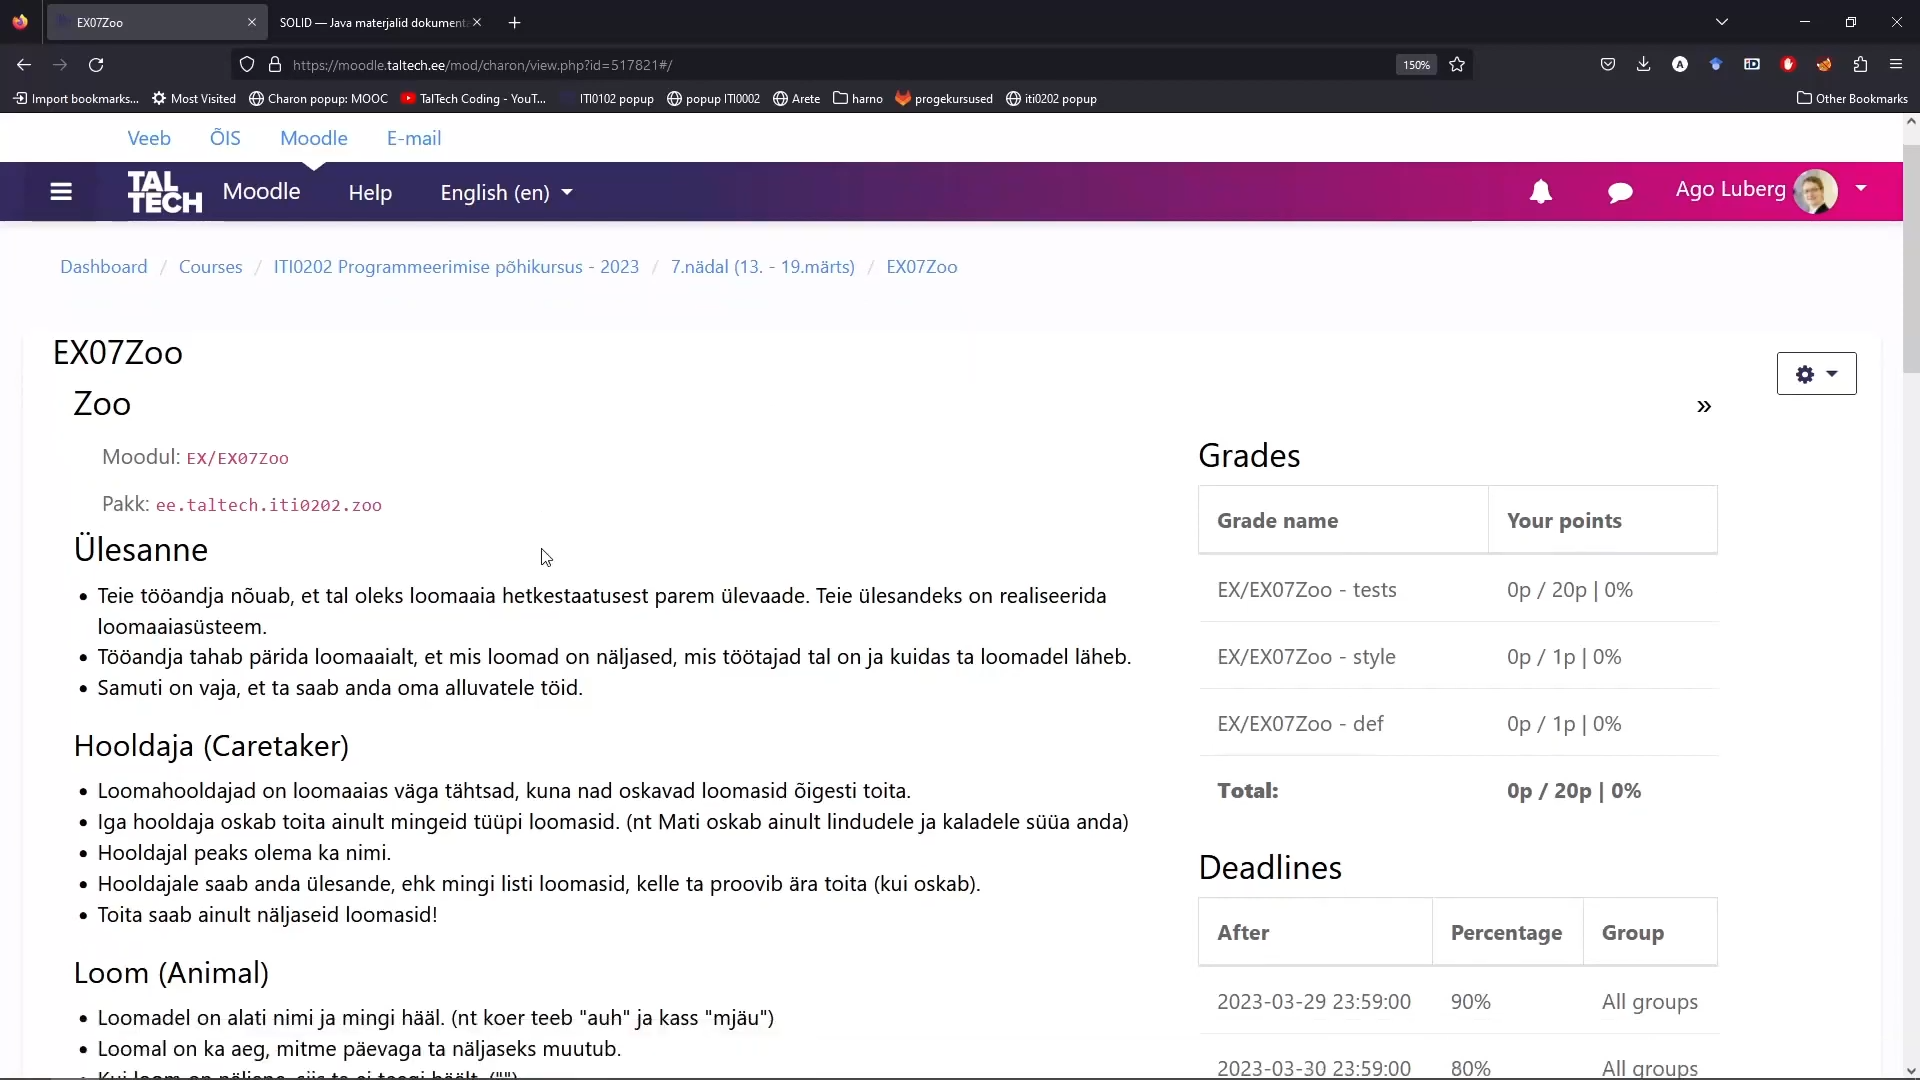 EX07Zoo
SOLID — Java materjalid dokument
https://moodle.taltech.ee/mod/charon/view.php?id=517821#/
150%
Import bookmarks...
Most Visited
Charon popup: MOOC
TalTech Coding - YouT...
ITI0102 popup
popup ITI0002
Arete
harno
progekursused
iti0202 popup
Other Bookmarks
Veeb
ÕIS
Moodle
E-mail
TAL
TECH
Moodle
Help
English (en)
Ago Luberg
Dashboard / Courses / ITI0202 Programmeerimise põhikursus - 2023 / 7.nädal (13. - 19.märts) / EX07Zoo
EX07Zoo
Zoo
Moodul: EX/EX07Zoo
Pakk: ee.taltech.iti0202.zoo
Ülesanne
• Teie tööandja nõuab, et tal oleks loomaaia hetkestaatusest parem ülevaade. Teie ülesandeks on realiseerida
loomaaiasüsteem.
• Tööandja tahab pärida loomaaialt, et mis loomad on näljased, mis töötajad tal on ja kuidas ta loomadel läheb.
• Samuti on vaja, et ta saab anda oma alluvatele töid.
Hooldaja (Caretaker)
• Loomahooldajad on loomaaias väga tähtsad, kuna nad oskavad loomasid õigesti toita.
• Iga hooldaja oskab toita ainult mingeid tüüpi loomasid. (nt Mati oskab ainult lindudele ja kaladele süüa anda)
• Hooldajal peaks olema ka nimi.
• Hooldajale saab anda ülesande, ehk mingi listi loomasid, kelle ta proovib ära toita (kui oskab).
• Toita saab ainult näljaseid loomasid!
Loom (Animal)
• Loomadel on alati nimi ja mingi hääl. (nt koer teeb "auh" ja kass "mjäu")
• Loomal on ka aeg, mitme päevaga ta näljaseks muutub.
• Kui loom on näljane, siis ta ei teegi häält. ("")
»
Grades
Grade name Your points
EX/EX07Zoo - tests 0p / 20p | 0%
EX/EX07Zoo - style 0p / 1p | 0%
EX/EX07Zoo - def 0p / 1p | 0%
Total: 0p / 20p | 0%
Deadlines
After Percentage Group
2023-03-29 23:59:00 90% All groups
2023-03-30 23:59:00 80% All groups